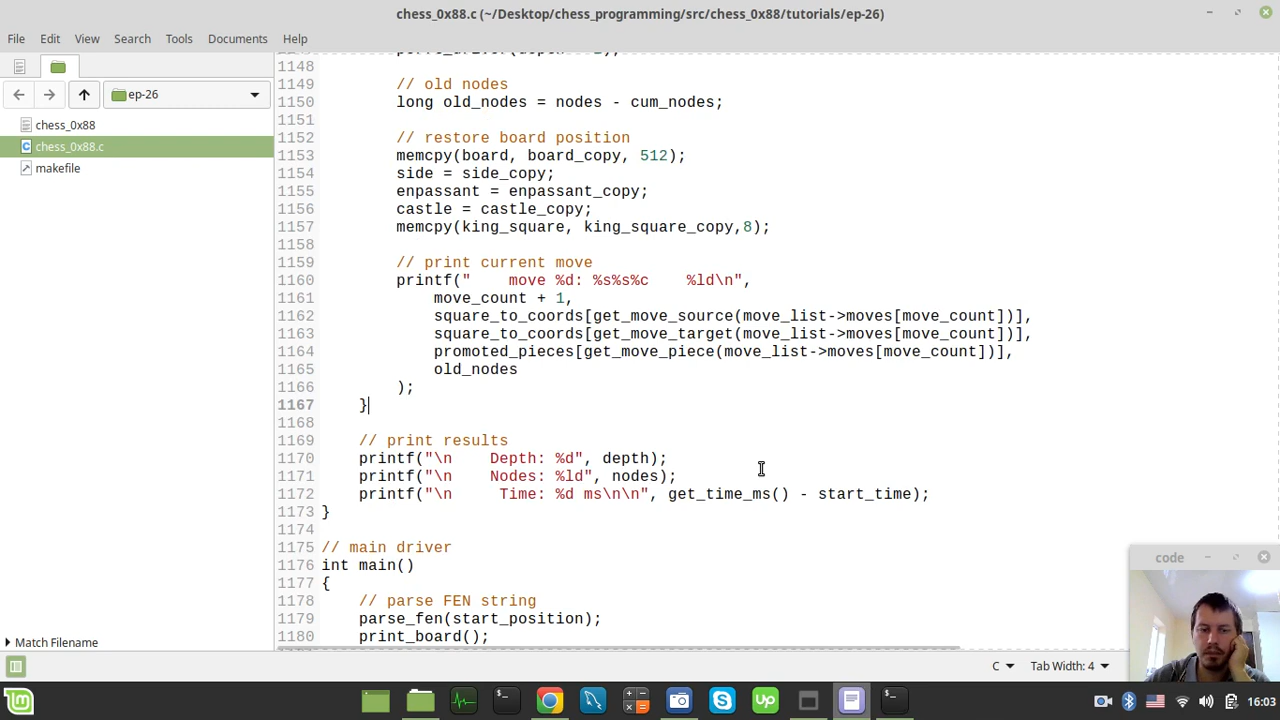 chess_0x88.c (~/Desktop/chess_programming/src/chess_0x88/tutorials/ep-26)
File Edit View Search Tools Documents Help
ep-26
chess_0x88
chess_0x88.c
makefile
1148
1149 // old nodes
1150 long old_nodes = nodes - cum_nodes;
1151
1152 // restore board position
1153 memcpy(board, board_copy, 512);
1154 side = side_copy;
1155 enpassant = enpassant_copy;
1156 castle = castle_copy;
1157 memcpy(king_square, king_square_copy,8);
1158
1159 // print current move
1160 printf("    move %d: %s%s%c    %ld\n",
1161 move_count + 1,
1162 square_to_coords[get_move_source(move_list->moves[move_count])],
1163 square_to_coords[get_move_target(move_list->moves[move_count])],
1164 promoted_pieces[get_move_piece(move_list->moves[move_count])],
1165 old_nodes
1166 );
1167 }
1168
1169 // print results
1170 printf("\n    Depth: %d", depth);
1171 printf("\n    Nodes: %ld", nodes);
1172 printf("\n     Time: %d ms\n\n", get_time_ms() - start_time);
1173 }
1174
1175 // main driver
1176 int main()
1177 {
1178 // parse FEN string
1179 parse_fen(start_position);
1180 print_board();
code
Match Filename
C Tab Width: 4
Up
16:03